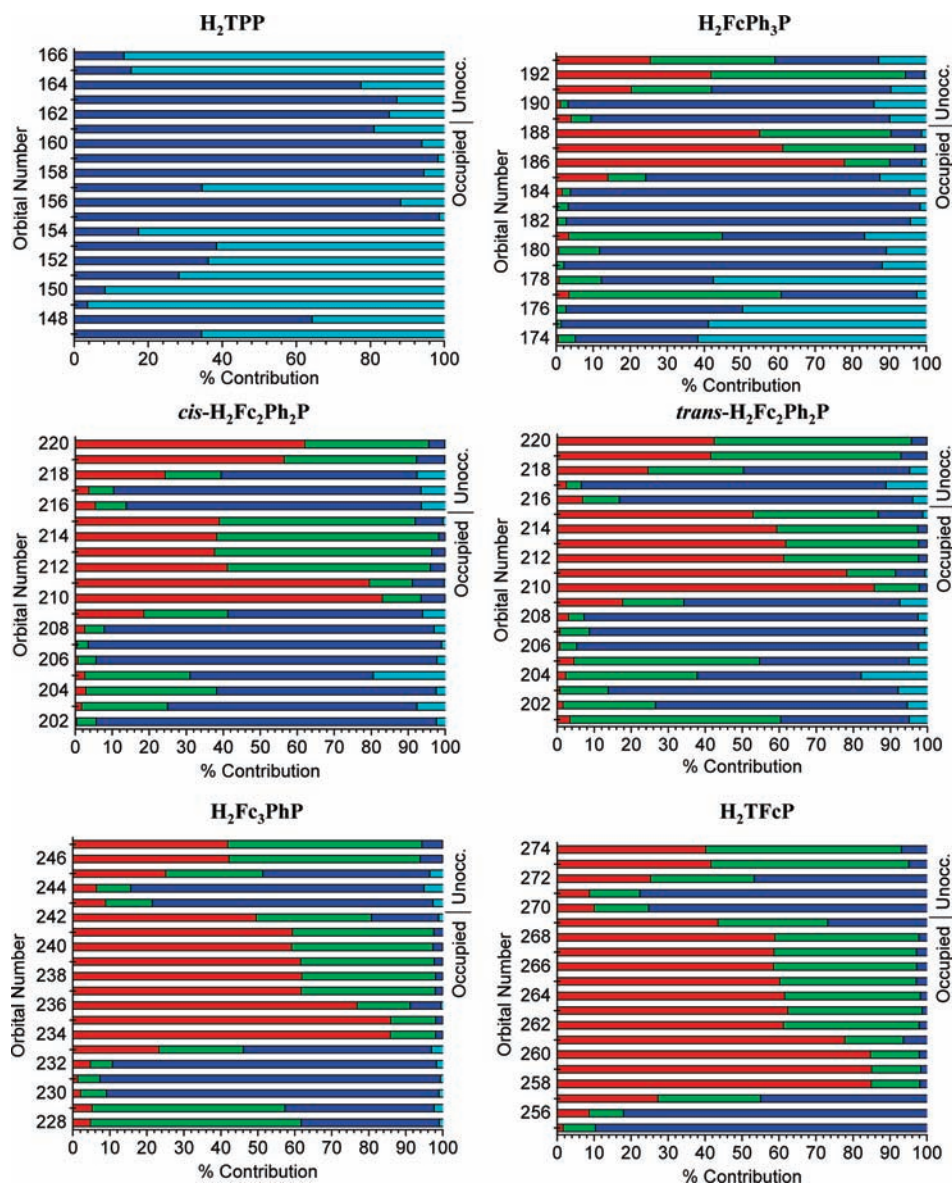 H₂TPP
166
164
162
160
158
156
154
152
150
148
Orbital Number
Unocc.
Occupied
0 20 40 60 80 100
% Contribution
H₂FcPh₃P
192
190
188
186
184
182
180
178
176
174
Orbital Number
Unocc.
Occupied
0 10 20 30 40 50 60 70 80 90 100
% Contribution
cis-H₂Fc₂Ph₂P
220
218
216
214
212
210
208
206
204
202
Orbital Number
Unocc.
Occupied
0 10 20 30 40 50 60 70 80 90 100
% Contribution
trans-H₂Fc₂Ph₂P
220
218
216
214
212
210
208
206
204
202
Orbital Number
Unocc.
Occupied
0 10 20 30 40 50 60 70 80 90 100
% Contribution
H₂Fc₃PhP
246
244
242
240
238
236
234
232
230
228
Orbital Number
Unocc.
Occupied
0 10 20 30 40 50 60 70 80 90 100
% Contribution
H₂TFcP
274
272
270
268
266
264
262
260
258
256
Orbital Number
Unocc.
Occupied
0 10 20 30 40 50 60 70 80 90 100
% Contribution